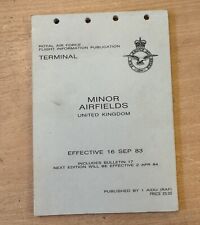 ROYAL AIR FORCE
FLIGHT INFORMATION PUBLICATION
TERMINAL
MINOR
AIRFIELDS
UNITED KINGDOM
EFFECTIVE 16 SEP 83
INCLUDES BULLETIN 17
NEXT EDITION WILL BE EFFECTIVE 2 APR 84
PUBLISHED BY 1 AIDU (RAF)
PRICE